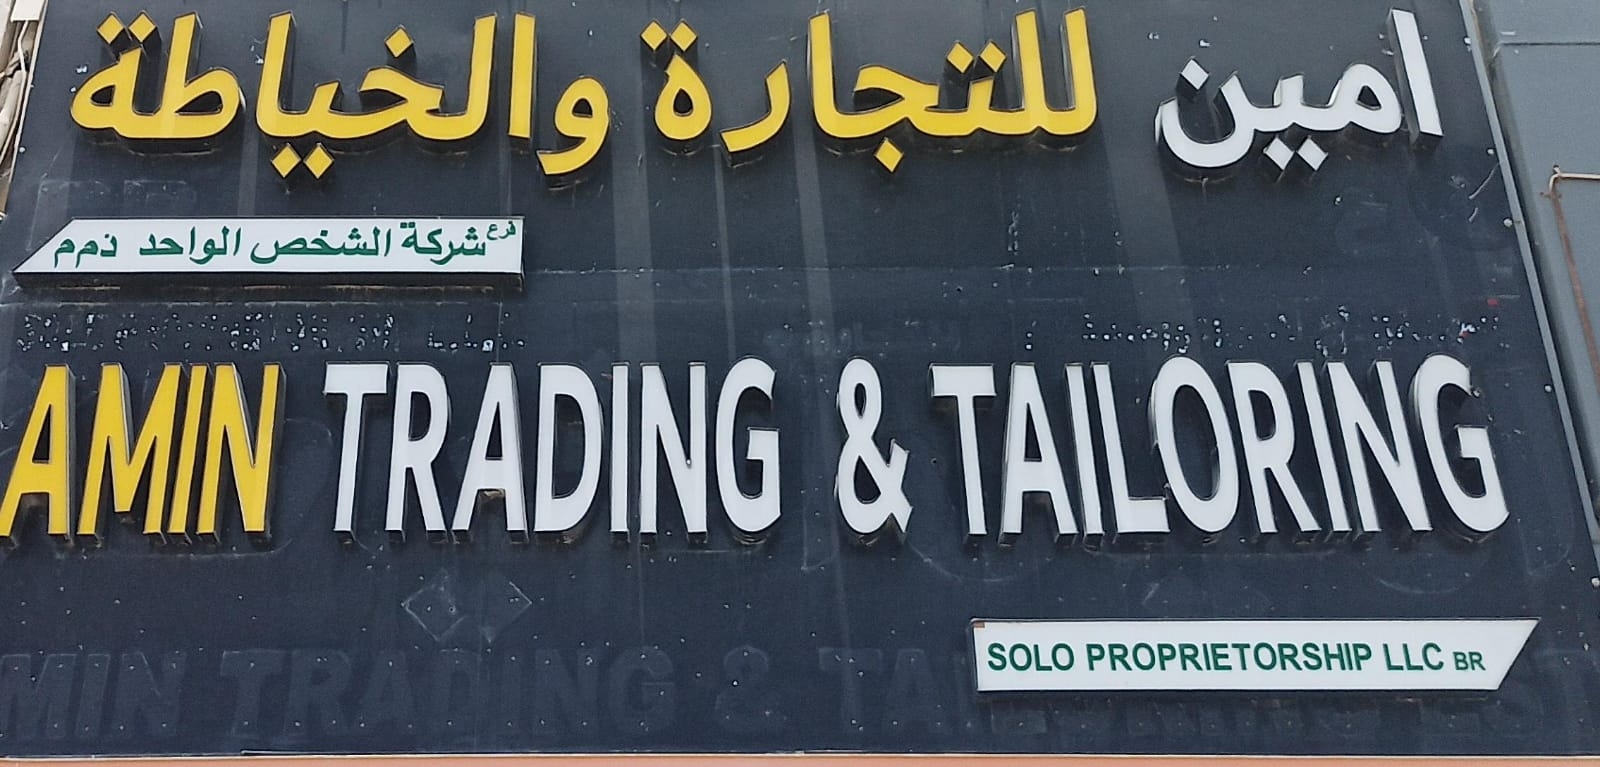 امين للتجارة والخياطة
فرع شركة الشخص الواحد ذمم
AMIN TRADING & TAILORING
SOLO PROPRIETORSHIP LLC BR